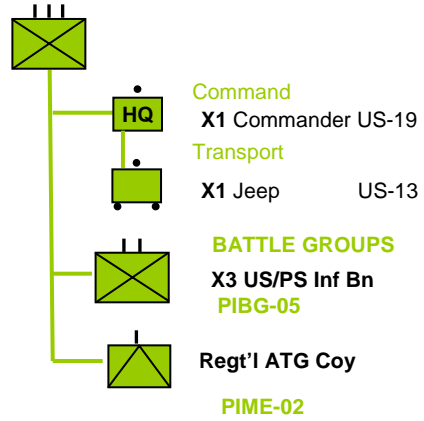 Command
HQ
X1 Commander US-19
Transport
X1 Jeep US-13
BATTLE GROUPS
X3 US/PS Inf Bn
PIBG-05
Regt'l ATG Coy
PIME-02